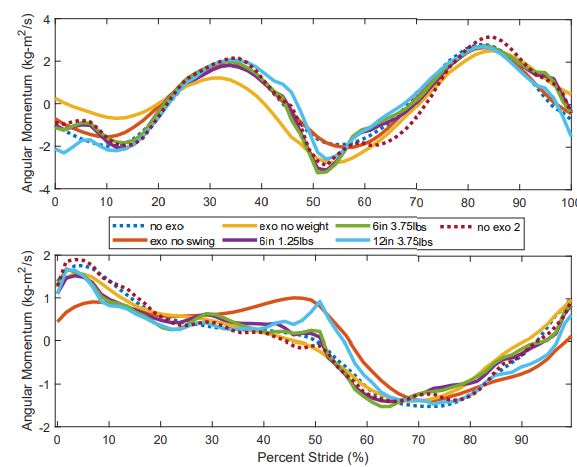 Angular Momtum (kg-m²/s)
4
2
0
-2
-4
0 10 20 30 40 50 60 70 80 90 100
no exo exo no weight 6in 3.75lbs no exo 2
exo no swing 6in 1.25lbs 12in 3.75lbs
Angular Momtum (kg-m²/s)
2
1
0
-1
-2
0 10 20 30 40 50 60 70 80 90
Percent Stride (%)